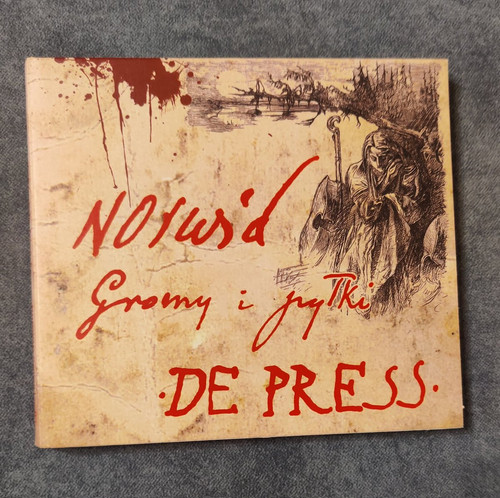 NORwid
Gromy i pyłki
·DE PRESS·